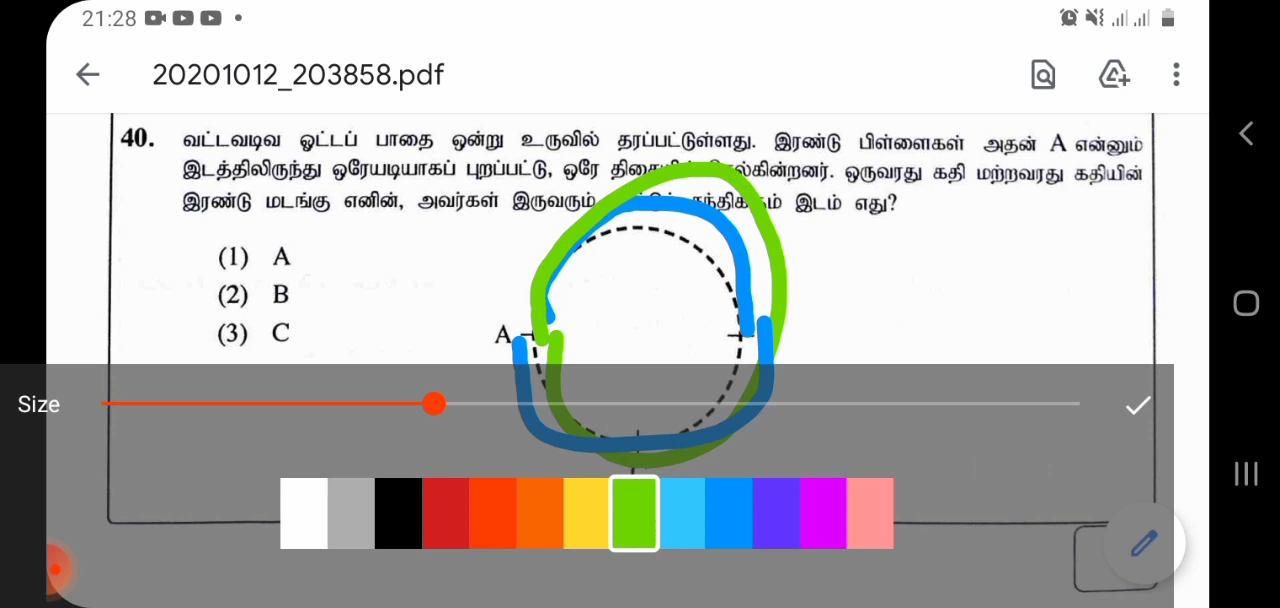 21:28
20201012_203858.pdf
40. வட்டவடிவ ஓட்டப் பாதை ஒன்று உருவில் தரப்பட்டுள்ளது. இரண்டு பிள்ளைகள் அதன் A என்னும்
இடத்திலிருந்து ஒரேயடியாகப் புறப்பட்டு, ஒரே
ஒருவரது கதி மற்றவரது கதியின்
இரண்டு மடங்கு எனின், அவர்கள் இருவரும் இடம் எது?
(1) A
(2) B
(3) C
A
Size